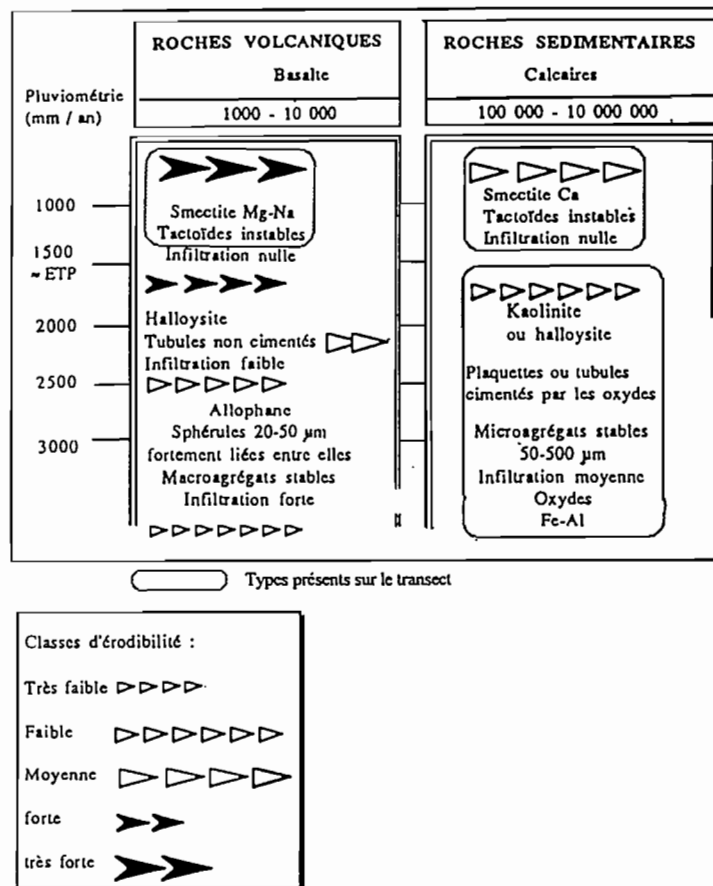 ROCHES VOLCANIQUES
Basalte
1000 - 10 000
ROCHES SEDIMENTAIRES
Calcaires
100 000 - 10 000 000
Pluviométrie
(mm / an)
1000
1500
≈ ETP
2000
2500
3000
Smectite Mg-Na
Tactoïdes instables
Infiltration nulle
Halloysite
Tubules non cimentés
Infiltration faible
Allophane
Sphérules 20-50 µm
fortement liées entre elles
Macroagrégats stables
Infiltration forte
Smectite Ca
Tactoïdes instables
Infiltration nulle
Kaolinite
ou halloysite
Plaquettes ou tubules
cimentés par les oxydes
Microagrégats stables
50-500 µm
Infiltration moyenne
Oxydes
Fe-Al
Types présents sur le transect
Classes d'érodibilité :
Très faible
Faible
Moyenne
forte
très forte